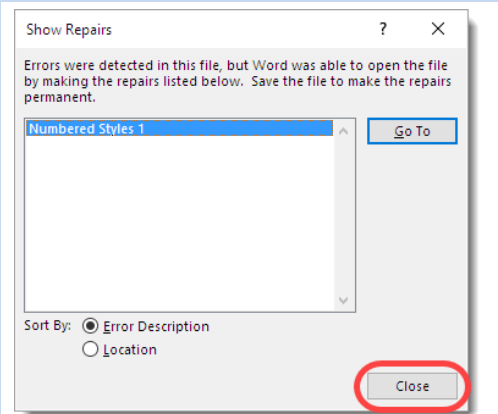 Show Repairs ?
Errors were detected in this file, but Word was able to open the file
by making the repairs listed below. Save the file to make the repairs
permanent.
Numbered Styles 1
Go To
Sort By: Error Description
Location
Close